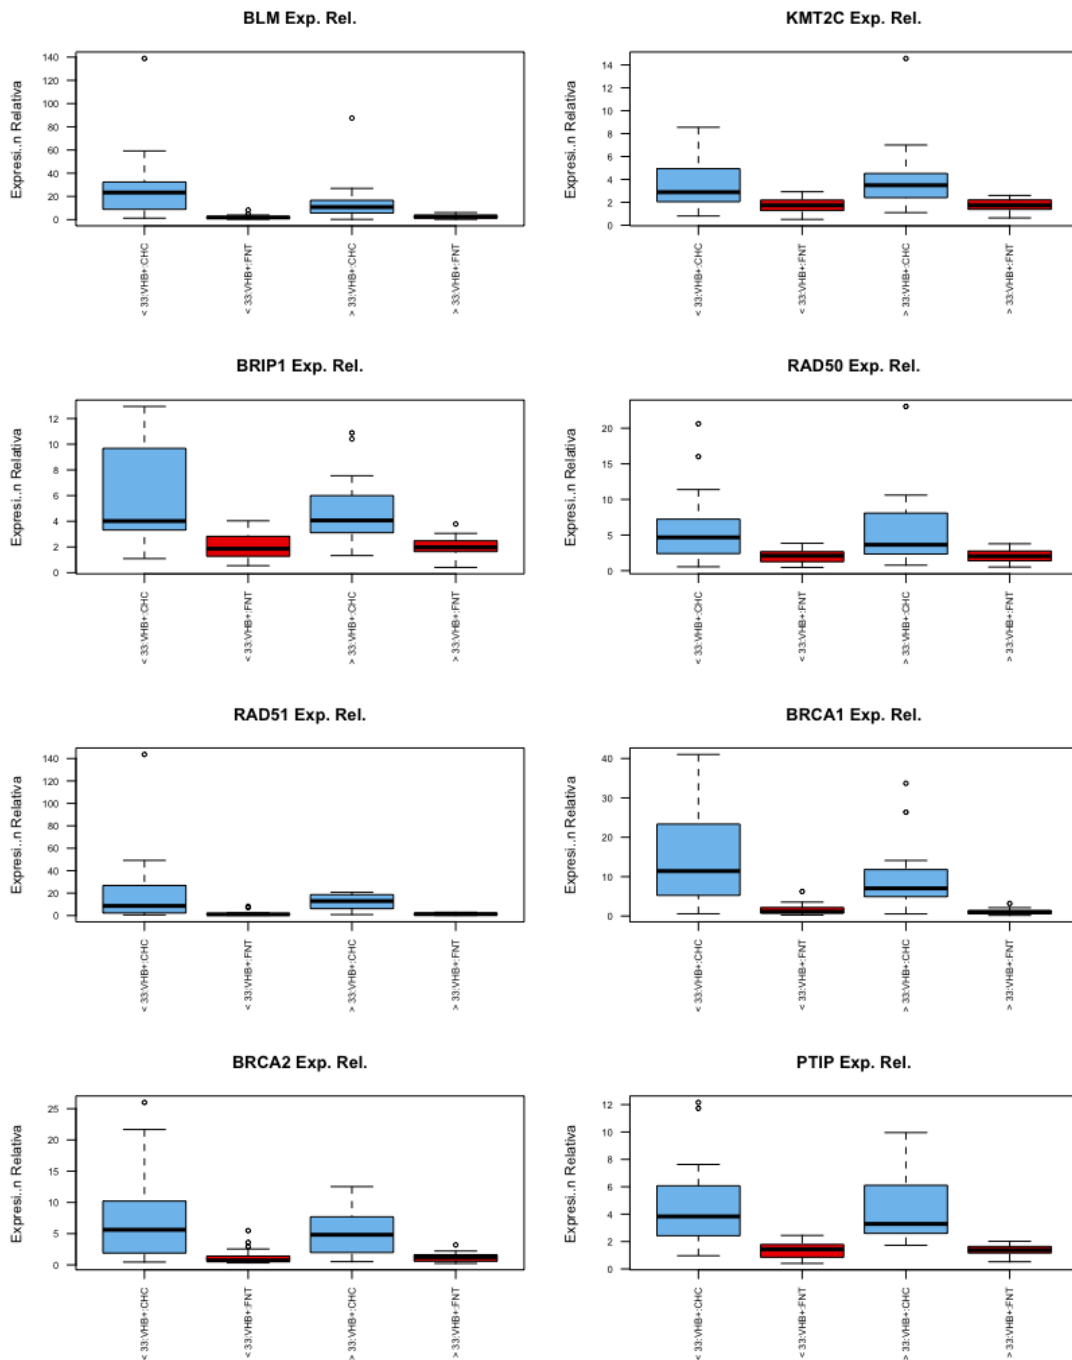 BLM Exp. Rel.
Expresi..n Relativa
140
120
100
80
60
40
20
0
< 33:VHB+:CHC
< 33:VHB+:FNT
> 33:VHB+:CHC
> 33:VHB+:FNT
KMT2C Exp. Rel.
Expresi..n Relativa
14
12
10
8
6
4
2
0
< 33:VHB+:CHC
< 33:VHB+:FNT
> 33:VHB+:CHC
> 33:VHB+:FNT
BRIP1 Exp. Rel.
Expresi..n Relativa
12
10
8
6
4
2
0
< 33:VHB+:CHC
< 33:VHB+:FNT
> 33:VHB+:CHC
> 33:VHB+:FNT
RAD50 Exp. Rel.
Expresi..n Relativa
20
15
10
5
0
< 33:VHB+:CHC
< 33:VHB+:FNT
> 33:VHB+:CHC
> 33:VHB+:FNT
RAD51 Exp. Rel.
Expresi..n Relativa
140
120
100
80
60
40
20
0
< 33:VHB+:CHC
< 33:VHB+:FNT
> 33:VHB+:CHC
> 33:VHB+:FNT
BRCA1 Exp. Rel.
Expresi..n Relativa
40
30
20
10
0
< 33:VHB+:CHC
< 33:VHB+:FNT
> 33:VHB+:CHC
> 33:VHB+:FNT
BRCA2 Exp. Rel.
Expresi..n Relativa
25
20
15
10
5
0
< 33:VHB+:CHC
< 33:VHB+:FNT
> 33:VHB+:CHC
> 33:VHB+:FNT
PTIP Exp. Rel.
Expresi..n Relativa
12
10
8
6
4
2
0
< 33:VHB+:CHC
< 33:VHB+:FNT
> 33:VHB+:CHC
> 33:VHB+:FNT